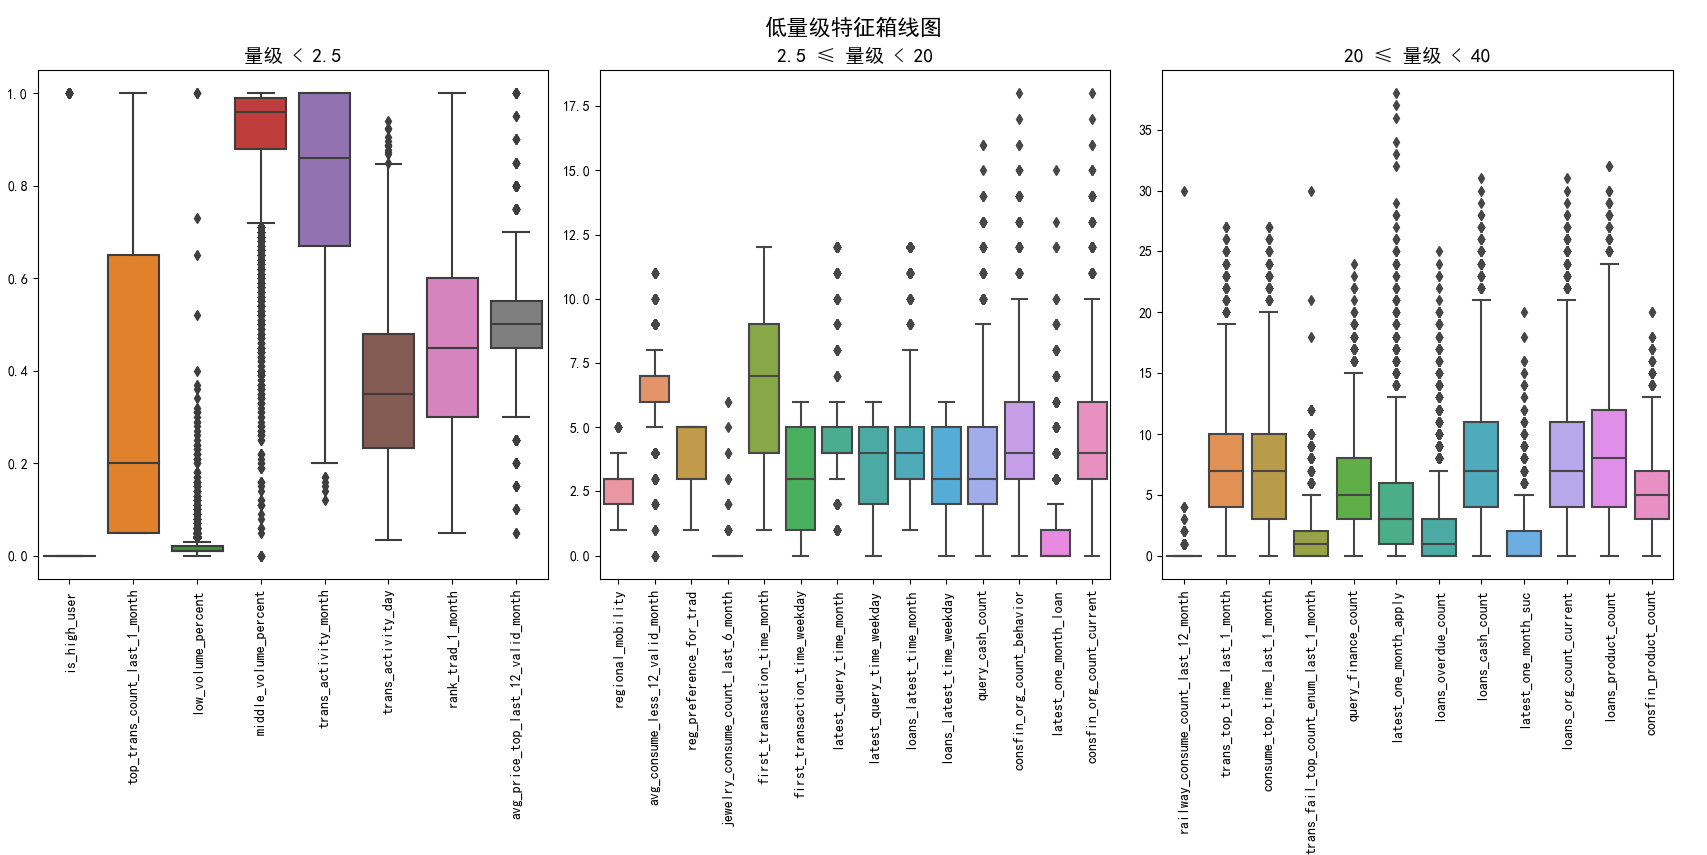 低量级特征箱线图
量级 < 2.5
1.0
0.8
0.6
0.4
0.2
0.0
is_high_user
top_trans_count_last_1_month
low_volume_percent
middle_volume_percent
trans_activity_month
trans_activity_day
rank_trad_1_month
avg_price_top_last_12_valid_month
2.5 ≤ 量级 < 20
17.5
15.0
12.5
10.0
7.5
5.0
2.5
0.0
regional_mobility
avg_consume_less_12_valid_month
reg_preference_for_trad
jewelry_consume_count_last_6_month
first_transaction_time_month
first_transaction_time_weekday
latest_query_time_month
latest_query_time_weekday
loans_latest_time_month
loans_latest_time_weekday
query_cash_count
consfin_org_count_behavior
latest_one_month_loan
consfin_org_count_current
20 ≤ 量级 < 40
35
30
25
20
15
10
5
0
railway_consume_count_last_12_month
trans_top_time_last_1_month
consume_top_time_last_1_month
trans_fail_top_count_enum_last_1_month
query_finance_count
latest_one_month_apply
loans_overdue_count
loans_cash_count
latest_one_month_suc
loans_org_count_current
loans_product_count
consfin_product_count